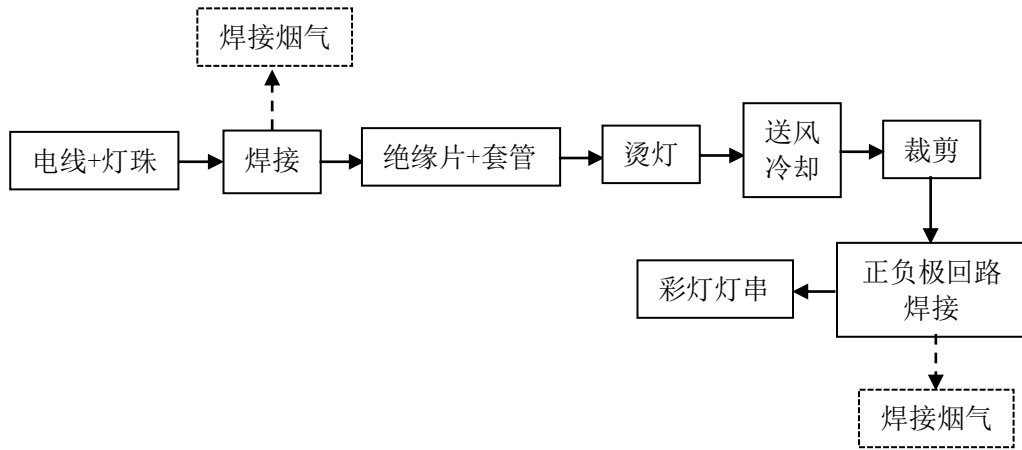 焊接烟气
电线+灯珠
焊接
绝缘片+套管
烫灯
送风
冷却
裁剪
彩灯灯串
正负极回路
焊接
焊接烟气